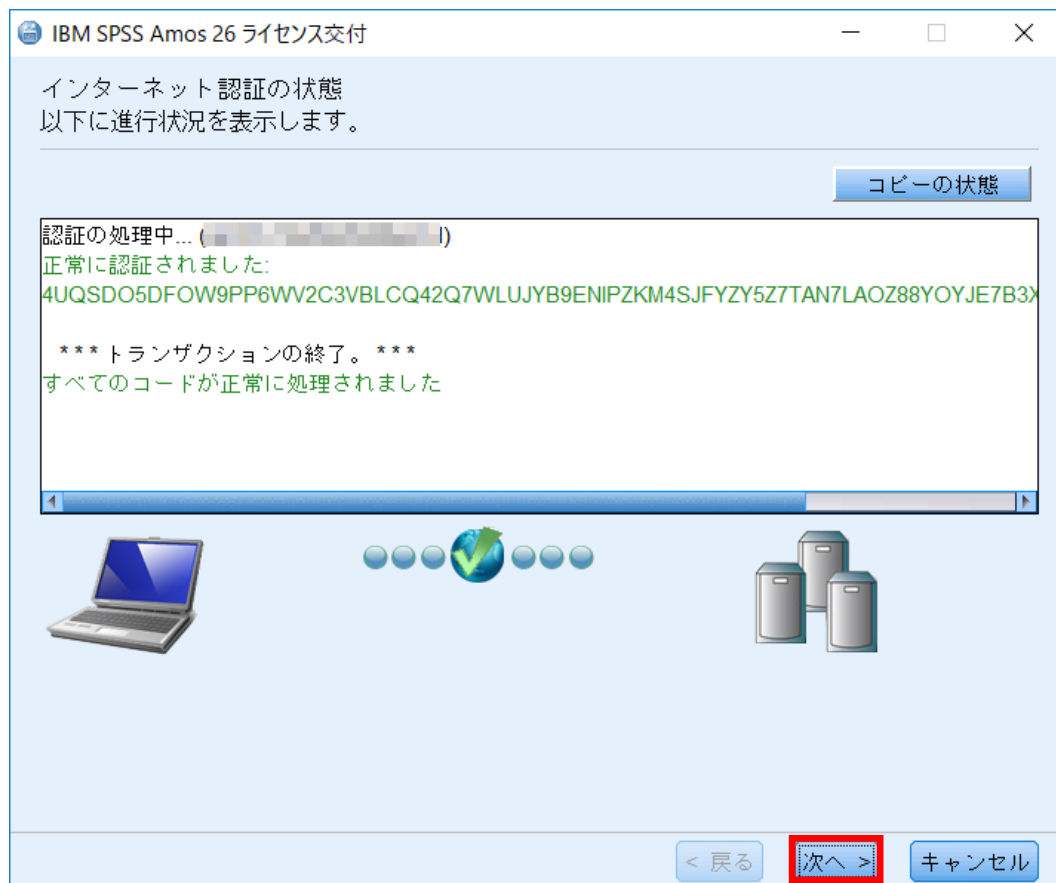 IBM SPSS Amos 26 ライセンス交付
インターネット認証の状態
以下に進行状況を表示します。
コピーの状態
認証の処理中... ( )
正常に認証されました:
4UQSDO5DFOW9PP6WV2C3VBLCQ42Q7WLUJYB9ENIPZKM4SJFYZY5Z7TAN7LAOZ88YOYJE7B3X
*** トランザクションの終了。 ***
すべてのコードが正常に処理されました
< 戻る
次へ >
キャンセル